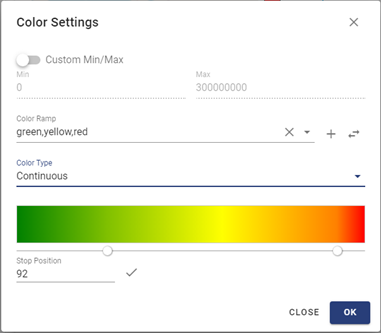 Color Settings
Custom Min/Max
Min Max
0 300000000
Color Ramp
green,yellow,red
Color Type
Continuous
Stop Position
92
CLOSE OK